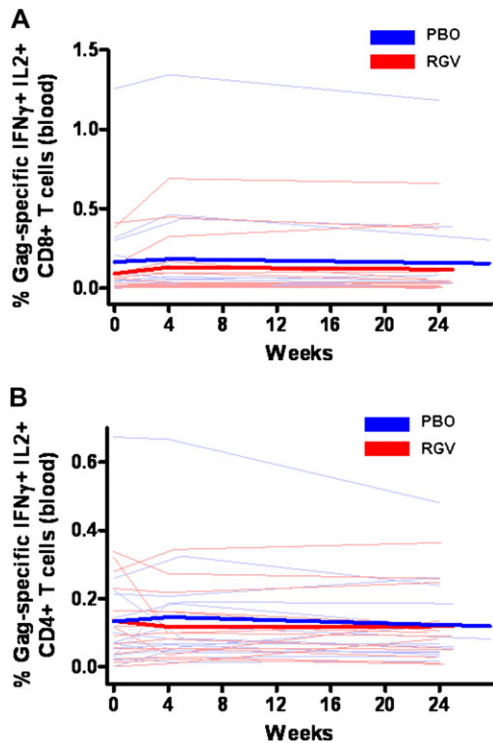 A
% Gag-specific IFNγ+ IL2+
CD8+ T cells (blood)
1.5
1.0
0.5
0.0
PBO
RGV
0 4 8 12 16 20 24
Weeks
B
% Gag-specific IFNγ+ IL2+
CD4+ T cells (blood)
0.6
0.4
0.2
0.0
PBO
RGV
0 4 8 12 16 20 24
Weeks